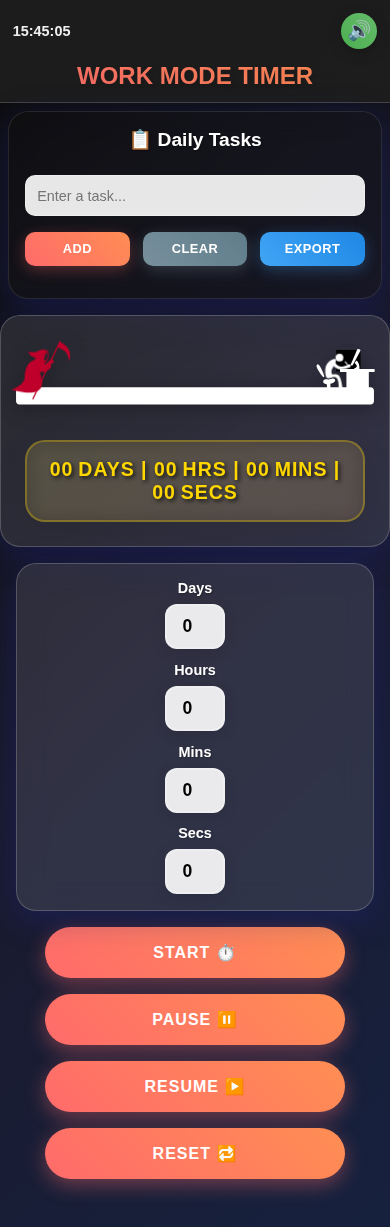 15:45:05
WORK MODE TIMER
📋 Daily Tasks
Enter a task...
ADD CLEAR EXPORT
00 DAYS | 00 HRS | 00 MINS |
00 SECS
Days
0
Hours
0
Mins
0
Secs
0
START ⏱️
PAUSE ⏸️
RESUME ▶️
RESET 🔁